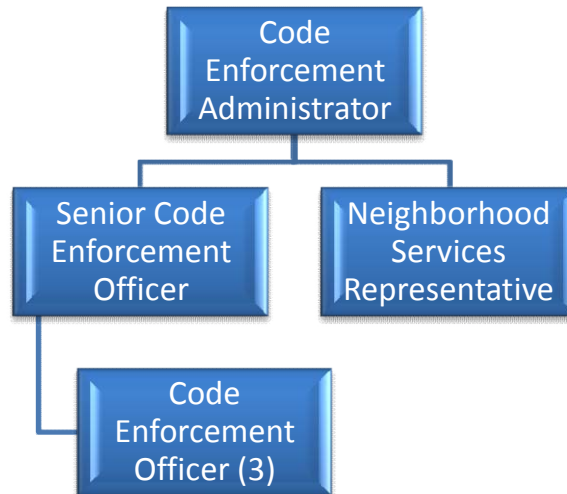 Code
Enforcement
Administrator
Senior Code
Enforcement
Officer
Neighborhood
Services
Representative
Code
Enforcement
Officer (3)